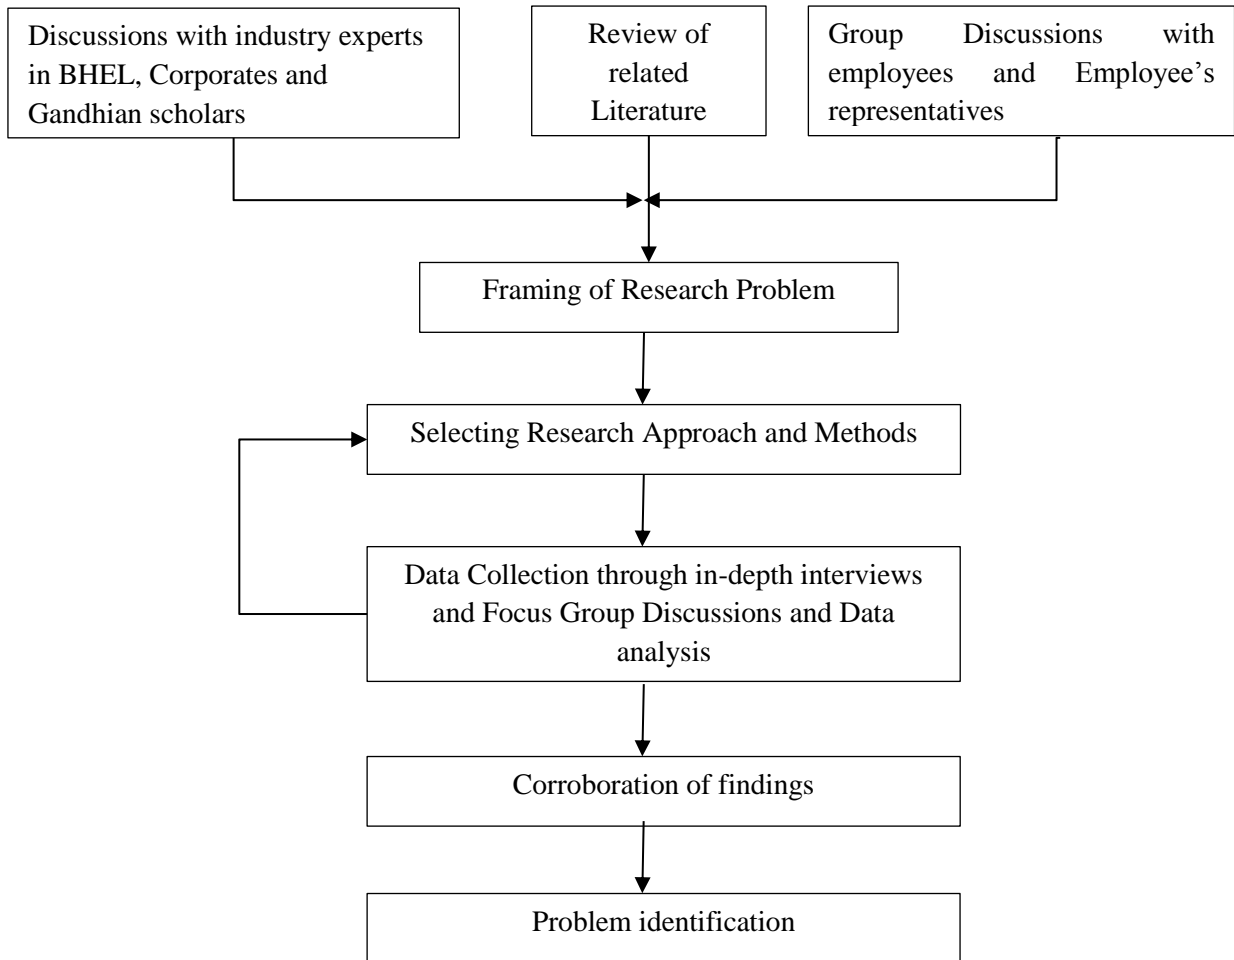 Discussions with industry experts
in BHEL, Corporates and
Gandhian scholars
Review of
related
Literature
Group Discussions with
employees and Employee’s
representatives
Framing of Research Problem
Selecting Research Approach and Methods
Data Collection through in-depth interviews
and Focus Group Discussions and Data
analysis
Corroboration of findings
Problem identification